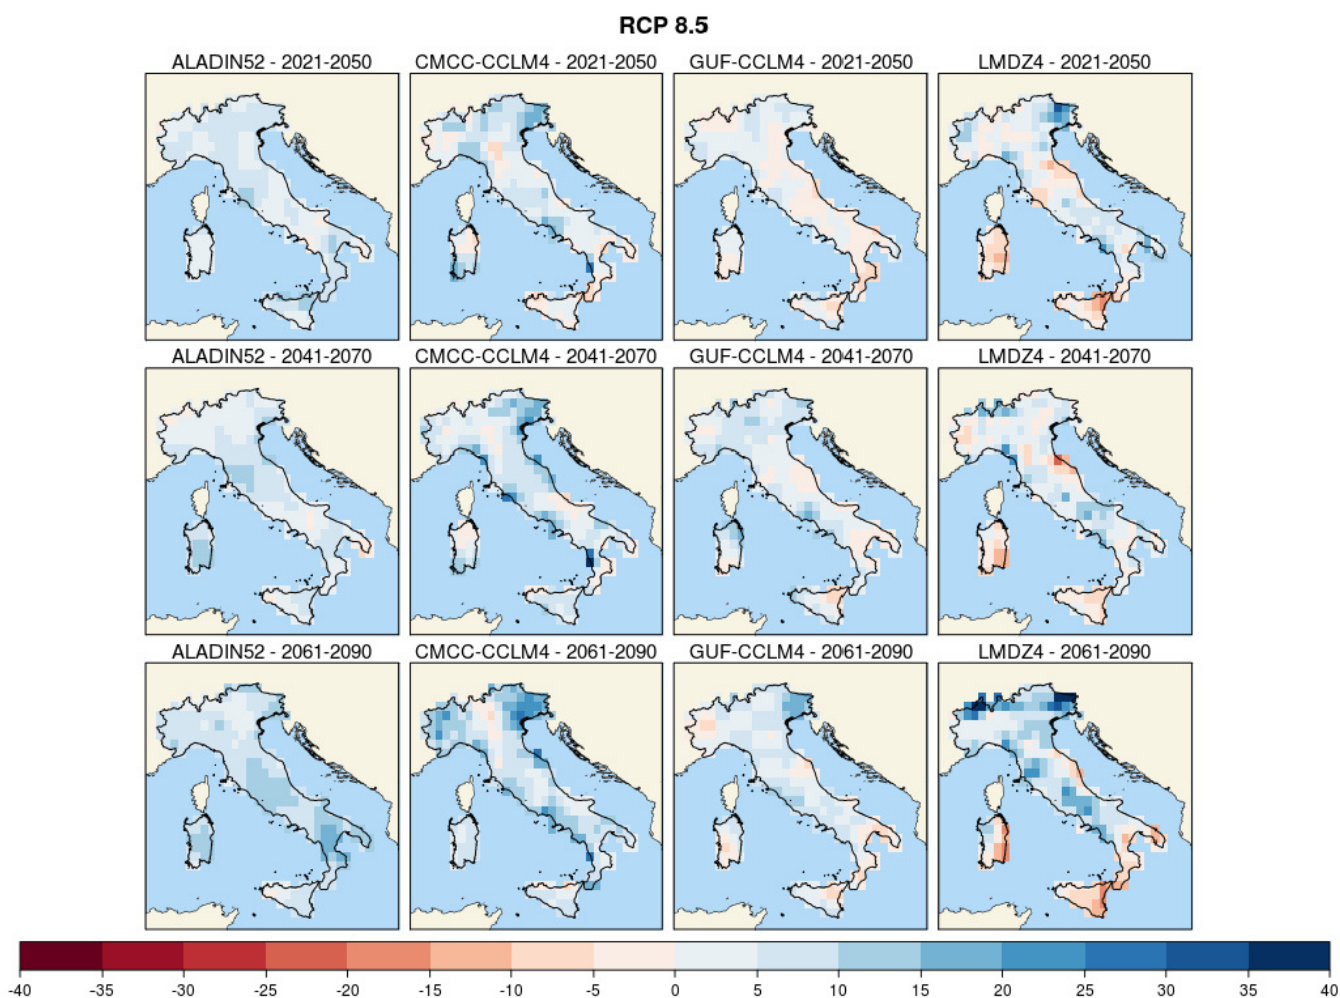 RCP 8.5
ALADIN52 - 2021-2050 CMCC-CCLM4 - 2021-2050 GUF-CCLM4 - 2021-2050 LMDZ4 - 2021-2050
ALADIN52 - 2041-2070 CMCC-CCLM4 - 2041-2070 GUF-CCLM4 - 2041-2070 LMDZ4 - 2041-2070
ALADIN52 - 2061-2090 CMCC-CCLM4 - 2061-2090 GUF-CCLM4 - 2061-2090 LMDZ4 - 2061-2090
-40 -35 -30 -25 -20 -15 -10 -5 0 5 10 15 20 25 30 35 40